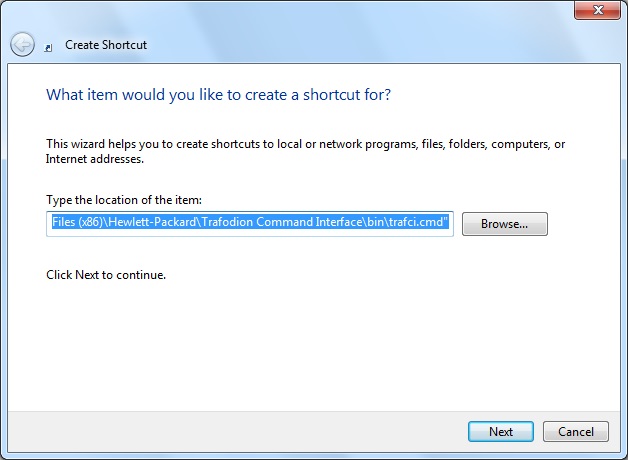 Create Shortcut
What item would you like to create a shortcut for?
This wizard helps you to create shortcuts to local or network programs, files, folders, computers, or
Internet addresses.
Type the location of the item:
Files (x86)\Hewlett-Packard\Trafodion Command Interface\bin\trafci.cmd"
Browse...
Click Next to continue.
Next
Cancel